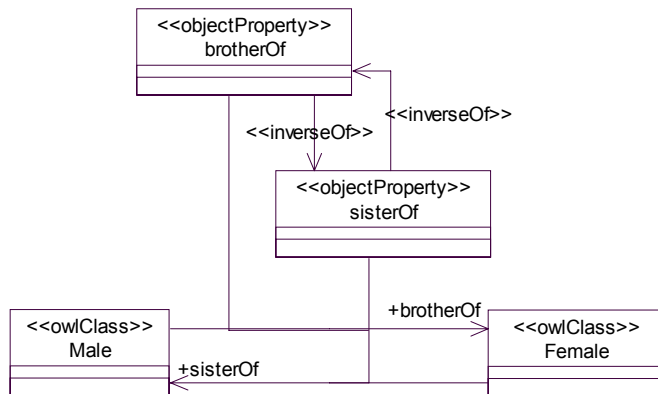 <<objectProperty>>
brotherOf
<<inverseOf>>
<<inverseOf>>
<<objectProperty>>
sisterOf
+brotherOf
<<owlClass>>
Male
<<owlClass>>
Female
+sisterOf